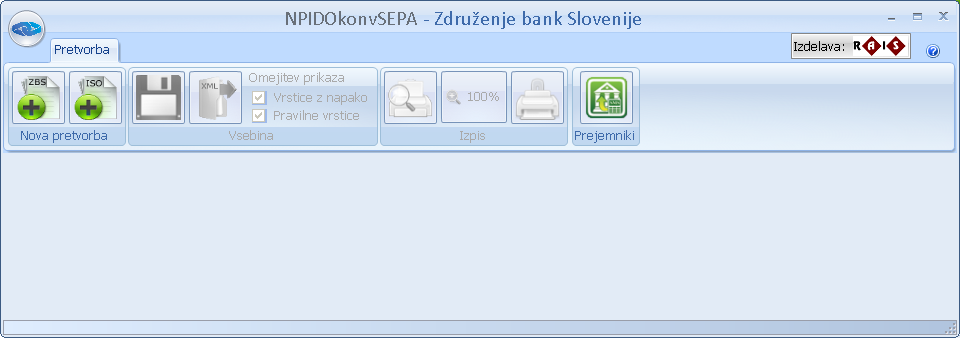 NPIDOkonvSEPA - Združenje bank Slovenije
Pretvorba
Izdelava: RAIS
ZBS
ISO
Nova pretvorba
XML
Omejitev prikaza
Vrstice z napako
Pravilne vrstice
Vsebina
100%
Izpis
Prejemniki